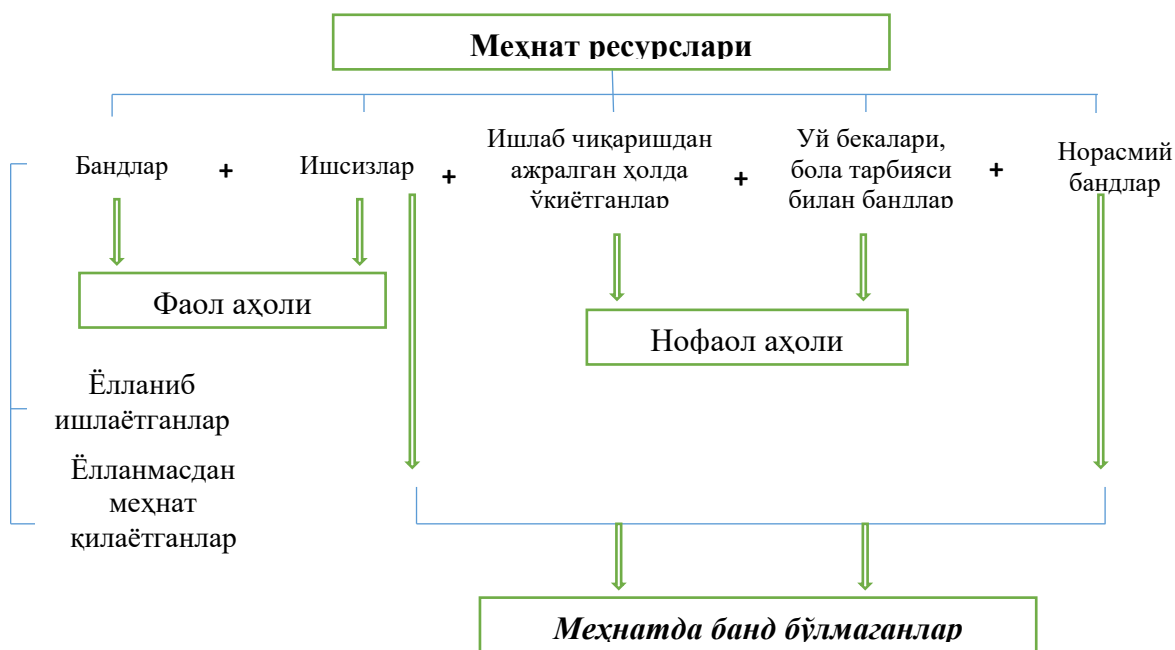 Меҳнат ресурслари
Бандлар
+
Ишсизлар
+
Ишлаб чиқаришдан
ажралган ҳолда
ўқиётганлар
+
Уй бекалари,
бола тарбияси
билан бандлар
+
Норасмий
бандлар
Фаол аҳоли
Нофаол аҳоли
Ёлланиб
ишлаётганлар
Ёлланмасдан
меҳнат
қилаётганлар
Меҳнатда банд бўлмаганлар